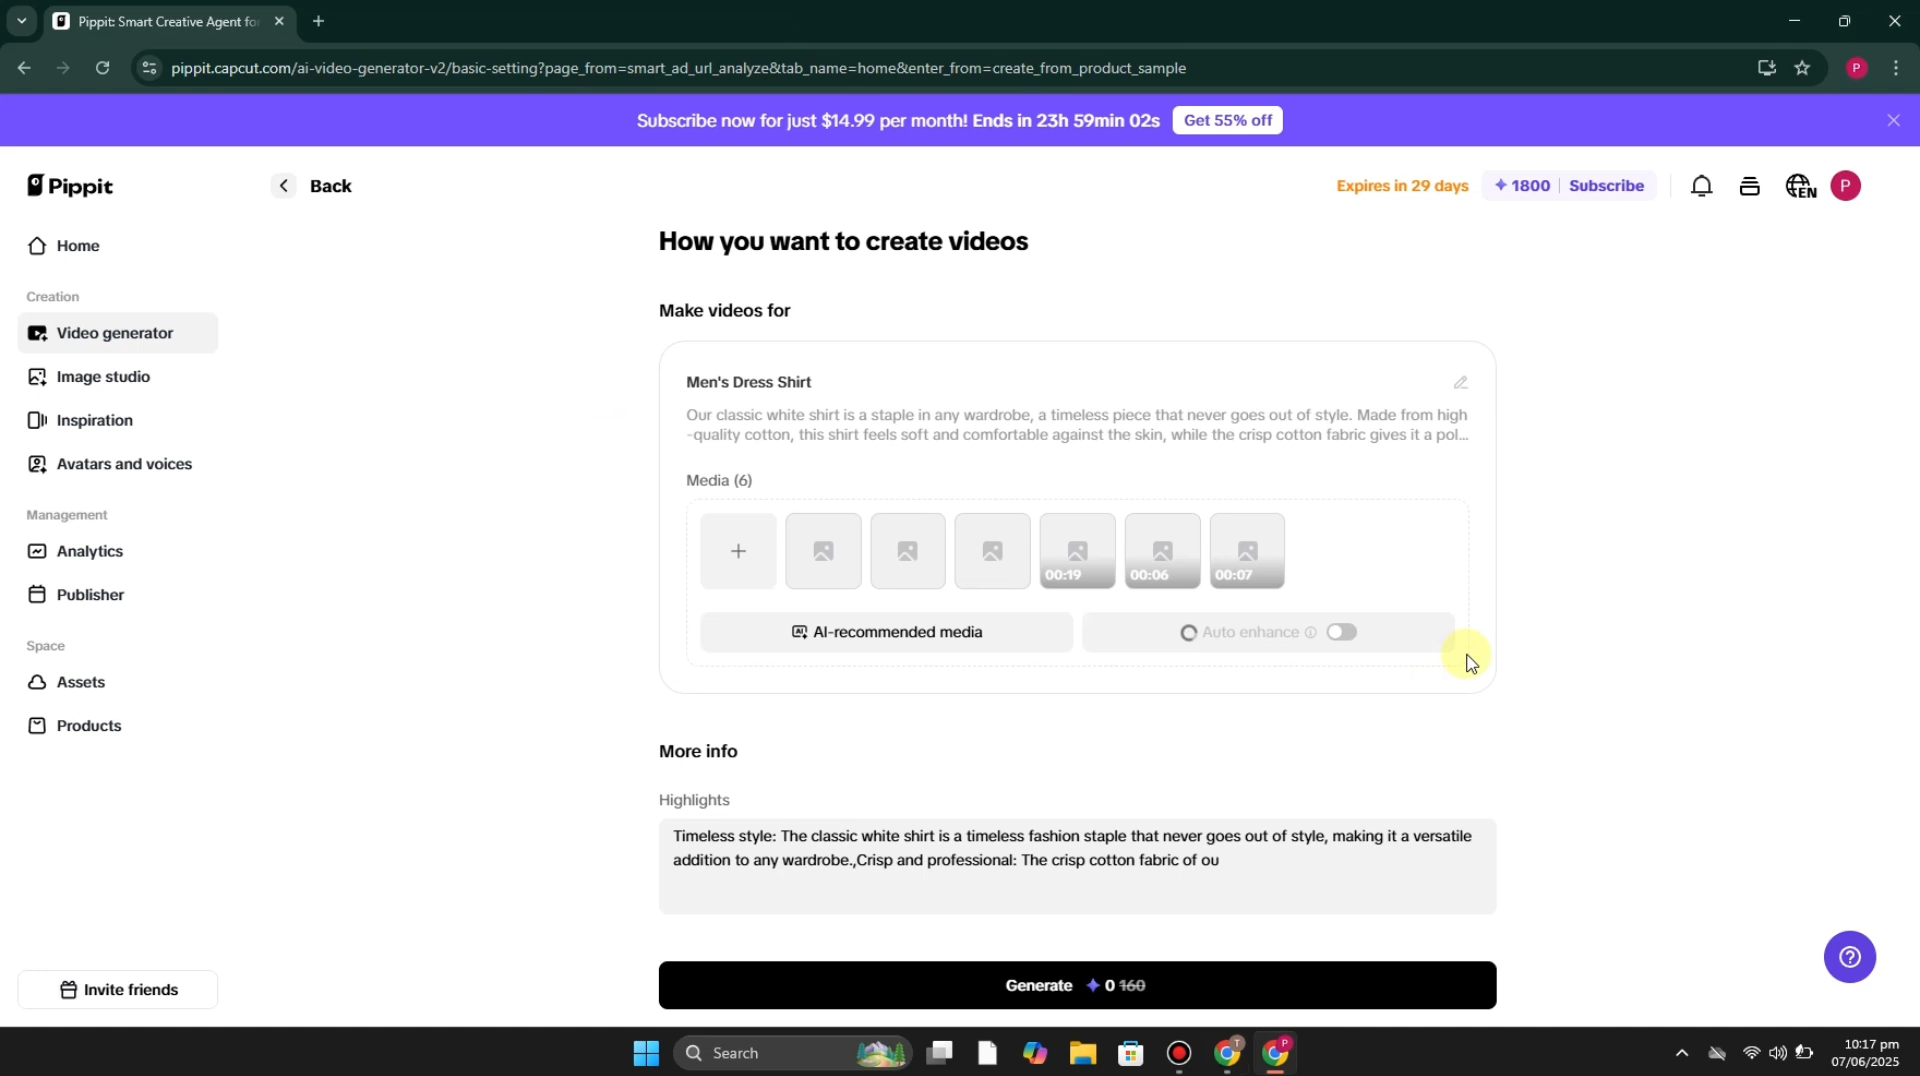 Pippit: Smart Creative Agent fo
pippit.capcut.com/ai-video-generator-v2/basic-setting?page_from=smart_ad_url_analyze&tab_name=home&enter_from=create_from_product_sample
P
Subscribe now for just $14.99 per month! Ends in 23h 59min 02s
Get 55% off
Pippit
Back
Expires in 29 days
1800
Subscribe
EN
P
Home
Creation
Video generator
Image studio
Inspiration
Avatars and voices
Management
Analytics
Publisher
Space
Assets
Products
Invite friends
How you want to create videos
Make videos for
Men's Dress Shirt
Our classic white shirt is a staple in any wardrobe, a timeless piece that never goes out of style. Made from high
-quality cotton, this shirt feels soft and comfortable against the skin, while the crisp cotton fabric gives it a pol...
Media (6)
00:19
00:06
00:07
AI-recommended media
Auto enhance
More info
Highlights
Timeless style: The classic white shirt is a timeless fashion staple that never goes out of style, making it a versatile
addition to any wardrobe.,Crisp and professional: The crisp cotton fabric of ou
Generate 0 160
Search
T
P
10:17 pm
07/06/2025